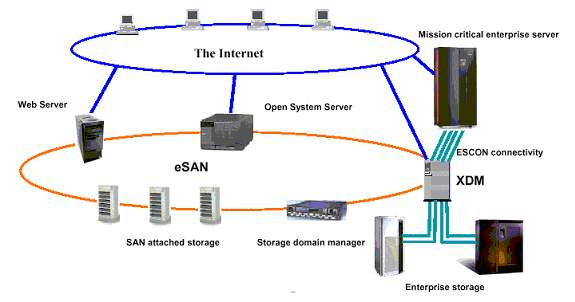 Mission critical enterprise server
The Internet
Web Server
Open System Server
ESCON connectivity
eSAN
XDM
SAN attached storage
Storage domain manager
Enterprise storage